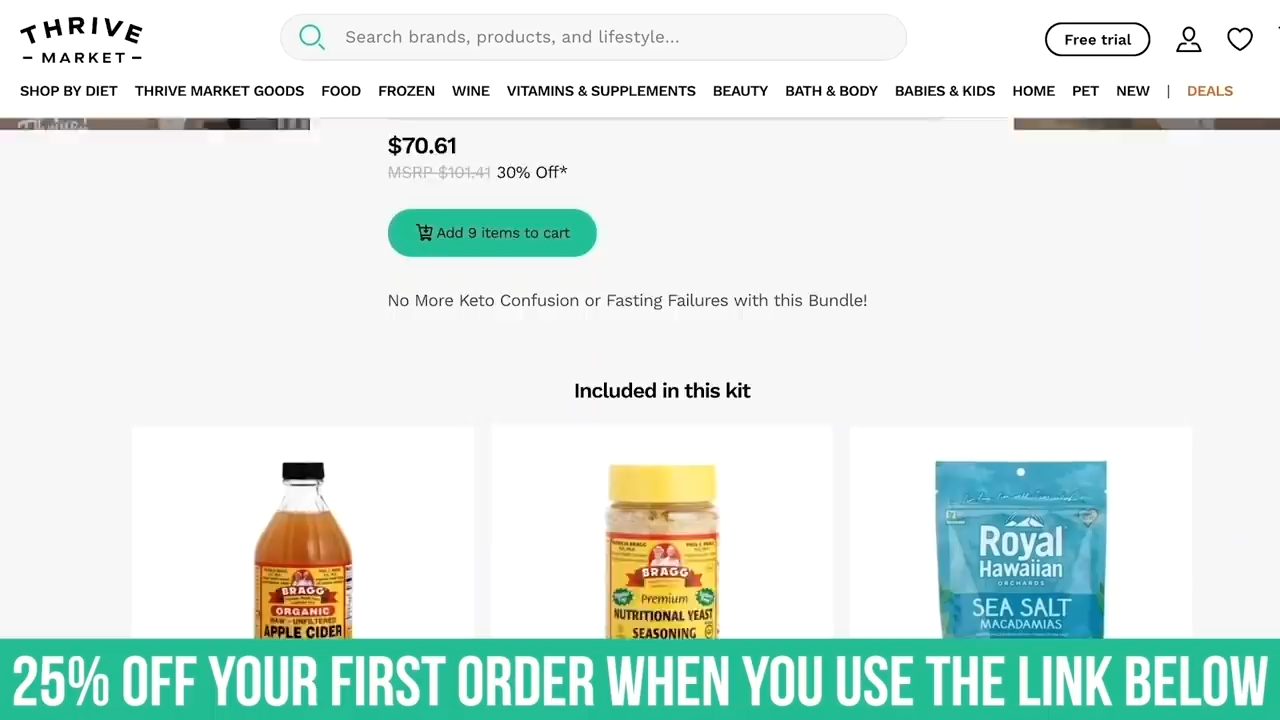 THRIVE
MARKET
Search brands, products, and lifestyle...
Free trial
SHOP BY DIET THRIVE MARKET GOODS FOOD FROZEN WINE VITAMINS & SUPPLEMENTS BEAUTY BATH & BODY BABIES & KIDS HOME PET NEW | DEALS
$70.61
MSRP $101.41 30% Off*
Add 9 items to cart
No More Keto Confusion or Fasting Failures with this Bundle!
Included in this kit
BRAGG
ORGANIC
RAW - UNFILTERED
APPLE CIDER
BRAGG
Premium
NUTRITIONAL YEAST
SEASONING
Royal
Hawaiian
ORCHARDS
SEA SALT
MACADAMIAS
25% OFF YOUR FIRST ORDER WHEN YOU USE THE LINK BELOW